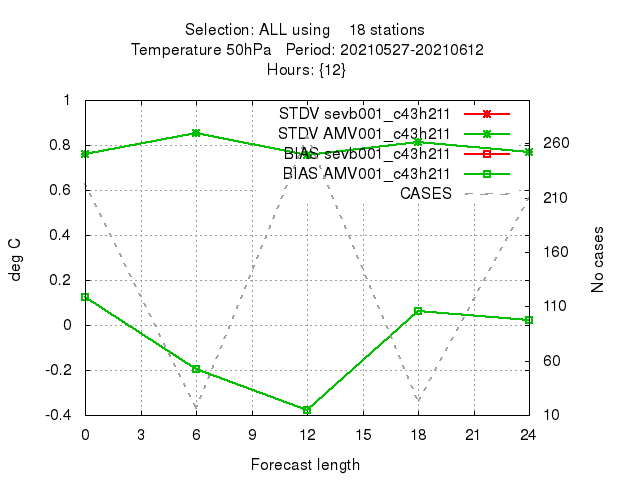 Selection: ALL using 18 stations
Temperature 50hPa Period: 20210527-20210612
Hours: {12}
STDV sevb001_c43h211
STDV AMV001_c43h211
BIAS sevb001_c43h211
BIAS AMV001_c43h211
CASES
1
0.8
0.6
0.4
0.2
0
-0.2
-0.4
deg C
260
210
160
110
60
10
No cases
0 3 6 9 12 15 18 21 24
Forecast length